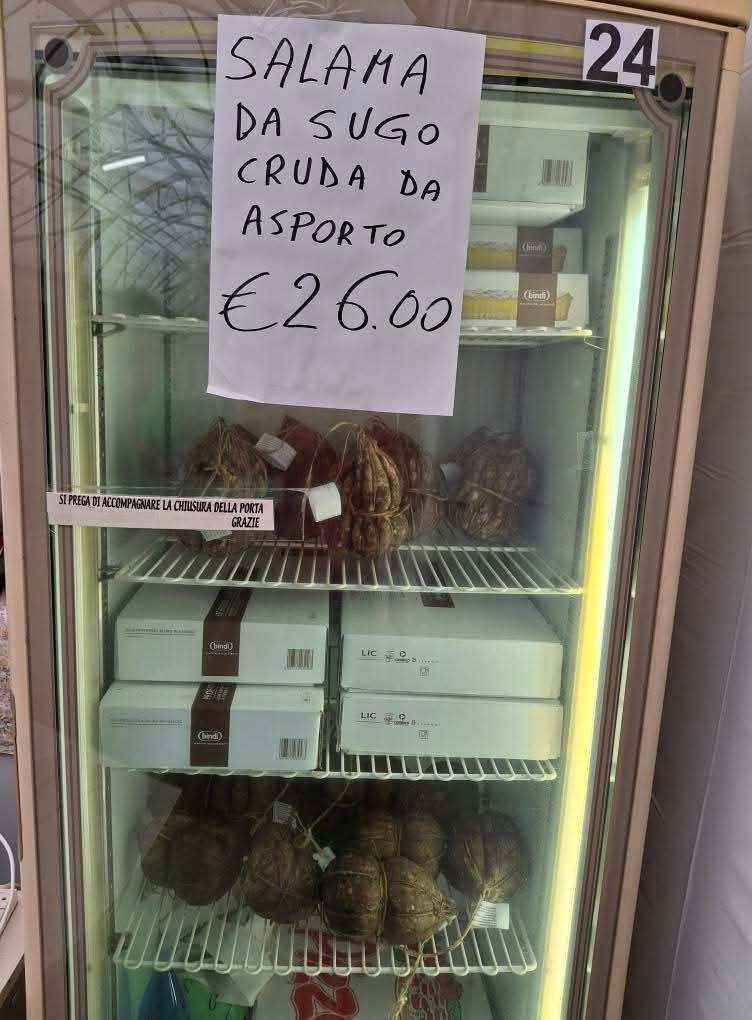 SALAMA
DA SUGO
CRUDA DA
ASPORTO
€26.00
24
(bindi)
(bindi)
SI PREGA DI ACCOMPAGNARE LA CHIUSURA DELLA PORTA
GRAZIE
(bindi)
LIC
(bindi)
LIC